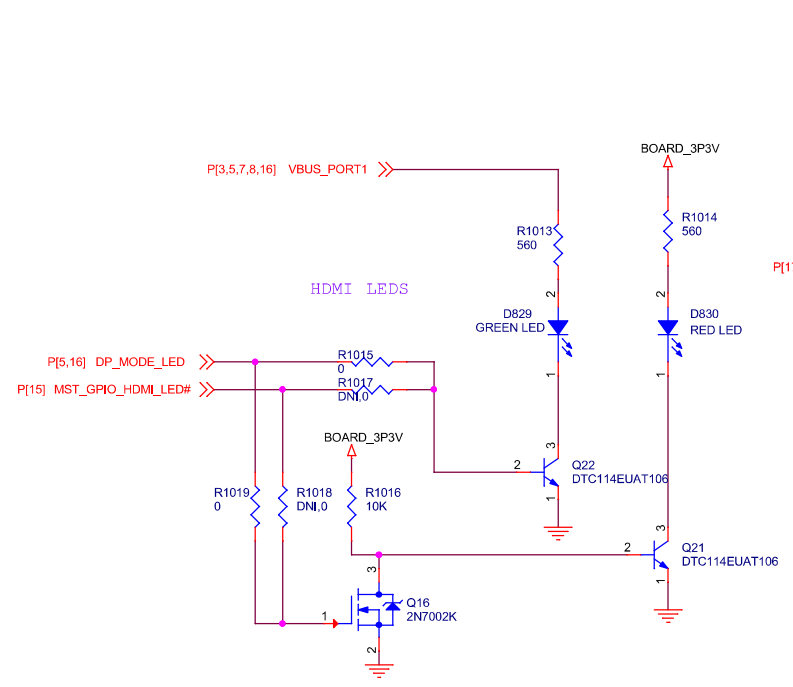 BOARD_3P3V
P[3,5,7,8,16] VBUS_PORT1
R1013
560
R1014
560
P[1
HDMI LEDS
2
2
D829
GREEN LED
D830
RED LED
P[5,16] DP_MODE_LED
R1015
0
1
1
P[15] MST_GPIO_HDMI_LED#
R1017
DNI,0
BOARD_3P3V
3
2
Q22
DTC114EUAT106
R1019
0
R1018
DNI,0
R1016
10K
1
3
2
Q21
DTC114EUAT106
3
1
1
Q16
2N7002K
2